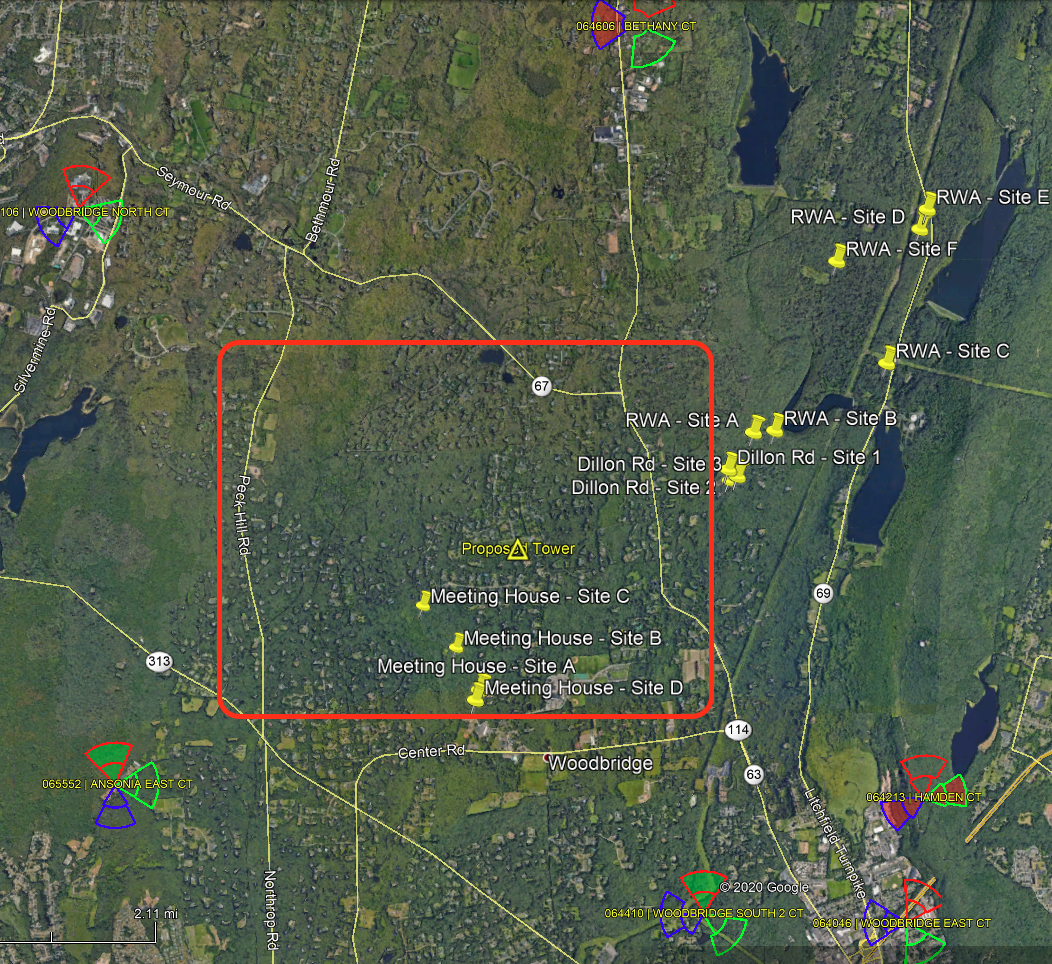 064606 | BETHANY CT
Seymour Rd
Bethmour Rd
106 | WOODBRIDGE NORTH CT
RWA - Site E
RWA - Site D
RWA - Site F
Silvermine Rd
RWA - Site C
67
RWA - Site A
RWA - Site B
Dillon Rd - Site 3
Dillon Rd - Site 1
Dillon Rd - Site 2
Peck Hill Rd
Proposed Tower
69
Meeting House - Site C
Meeting House - Site B
313
Meeting House - Site A
Meeting House - Site D
114
Center Rd
Woodbridge
63
065552 | ANSONIA EAST CT
064213 | HAMDEN CT
Litchfield Turnpike
Northrop Rd
© 2020 Google
2.11 mi
064410 | WOODBRIDGE SOUTH 2 CT
064046 | WOODBRIDGE EAST CT